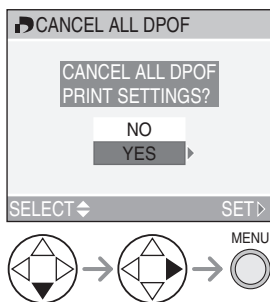 CANCEL ALL DPOF
CANCEL ALL DPOF
PRINT SETTINGS?
NO
YES
SELECT SET
MENU